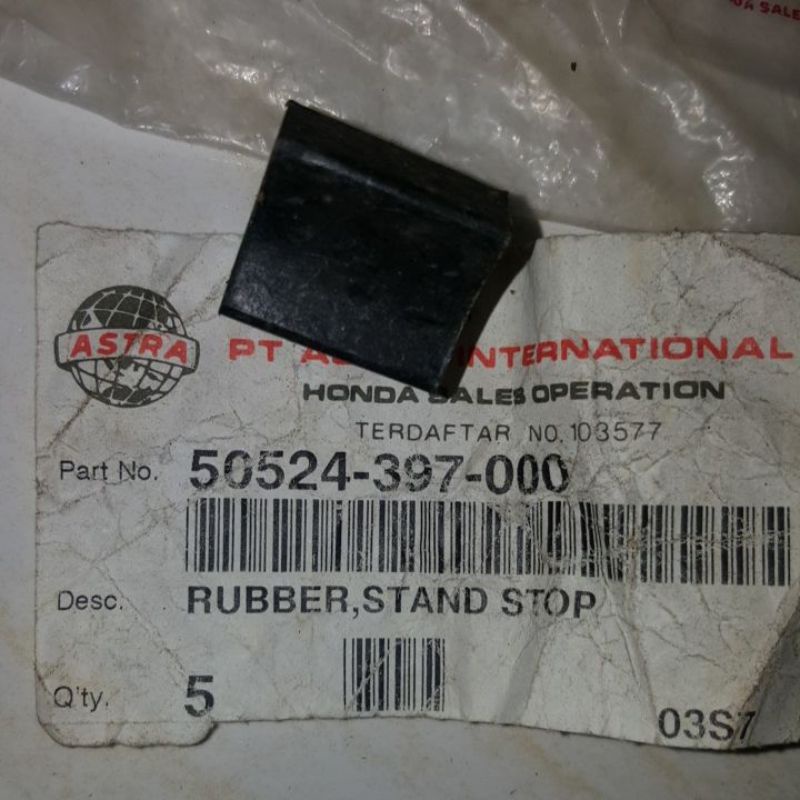 DA SALE
ASTRA
PT INTERNATIONAL
HONDA SALES OPERATION
TERDAFTAR NO. 103577
Part No. 50524-397-000
Desc. RUBBER,STAND STOP
Q'ty. 5
03S7